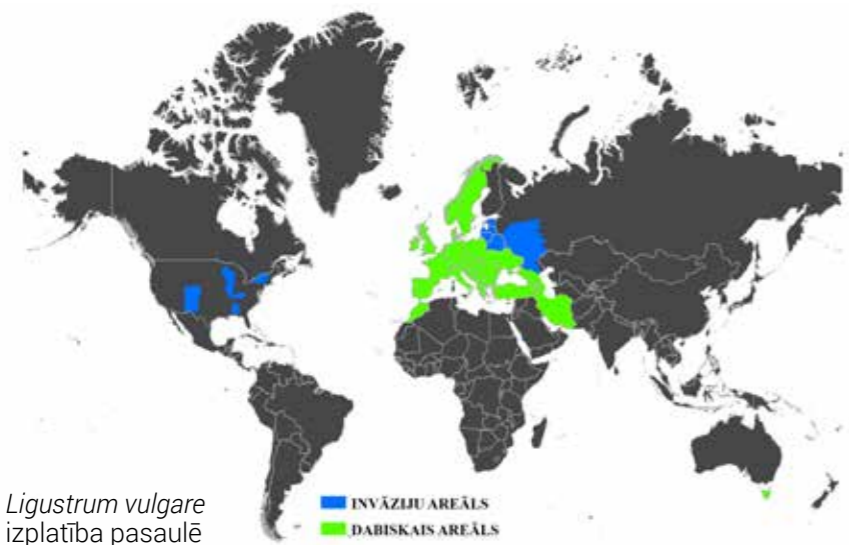 Ligustrum vulgare
izplatība pasaulē
INVĀZIJU AREĀLS
DABISKAIS AREĀLS